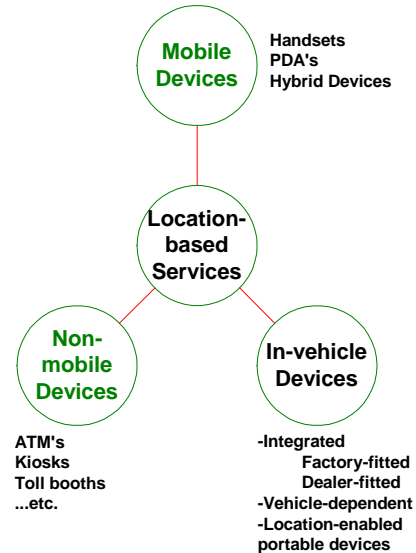 Mobile
Devices
Handsets
PDA's
Hybrid Devices
Location-
based
Services
Non-
mobile
Devices
ATM's
Kiosks
Toll booths
...etc.
In-vehicle
Devices
-Integrated
Factory-fitted
Dealer-fitted
-Vehicle-dependent
-Location-enabled
portable devices